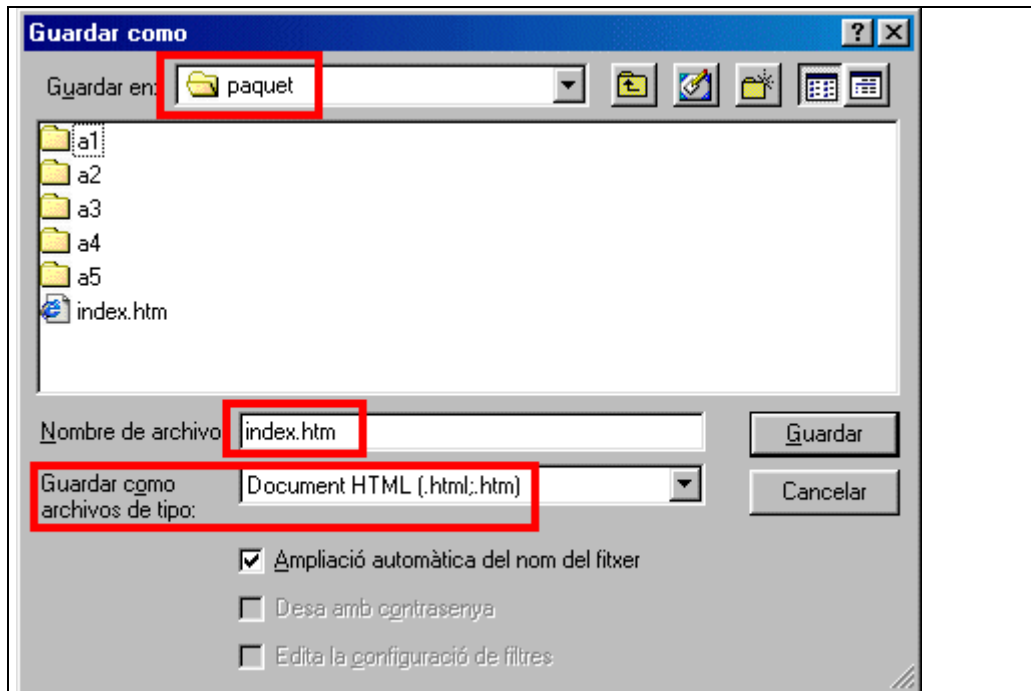 Guardar como
Guardar en: paquet
a1
a2
a3
a4
a5
index.htm
Nombre de archivo index.htm Guardar
Guardar como Document HTML (.html;.htm) Cancelar
archivos de tipo:
Ampliació automàtica del nom del fitxer
Desa amb contrasenya
Edita la configuració de filtres